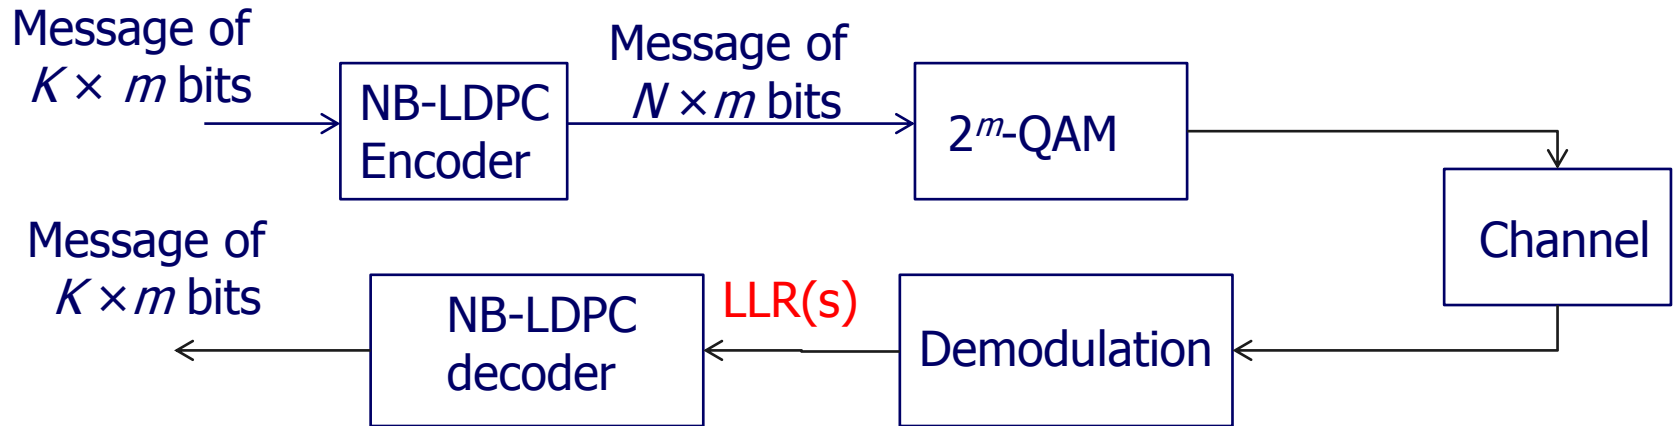 Message of
K × m bits
NB-LDPC
Encoder
Message of
N ×m bits
2^m-QAM
Channel
Message of
K ×m bits
NB-LDPC
decoder
LLR(s)
Demodulation